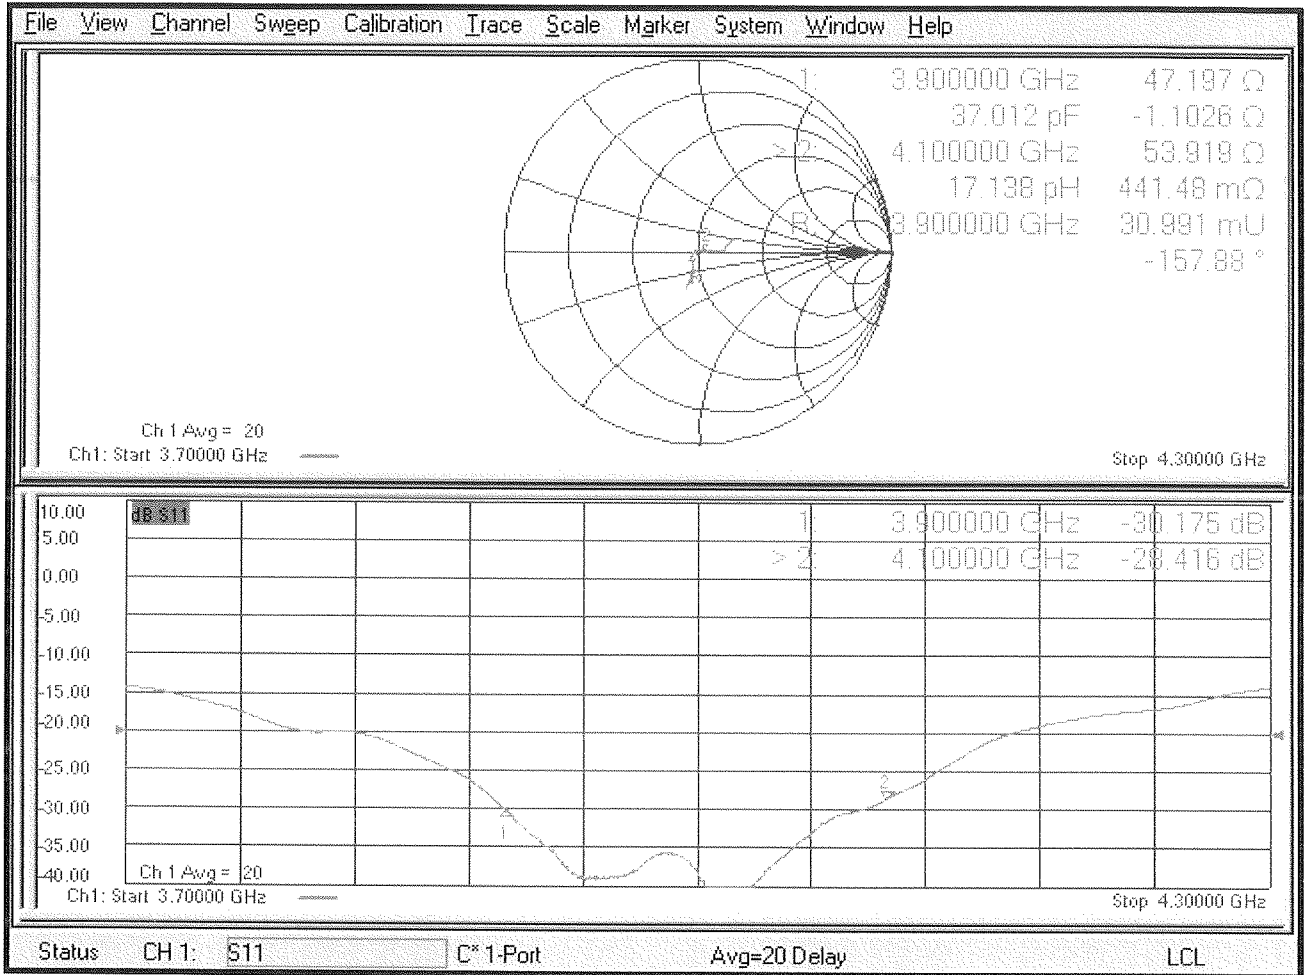 File View Channel Sweep Calibration Trace Scale Marker System Window Help
1: 3.900000 GHz 47.197 Ω
37.012 pF -1.1026 Ω
> 2: 4.100000 GHz 53.919 Ω
17.138 pH 441.48 mΩ
R: 3.900000 GHz 30.991 mU
-157.88 °
Ch 1 Avg = 20
Ch1: Start 3.70000 GHz
Stop 4.30000 GHz
10.00
dB S11
1: 3.900000 GHz -30.175 dB
5.00
> 2: 4.100000 GHz -28.416 dB
0.00
-5.00
-10.00
-15.00
-20.00
-25.00
2
-30.00
1
-35.00
-40.00
Ch 1 Avg = 20
Ch1: Start 3.70000 GHz
Stop 4.30000 GHz
Status CH 1: S11 C* 1-Port Avg=20 Delay LCL